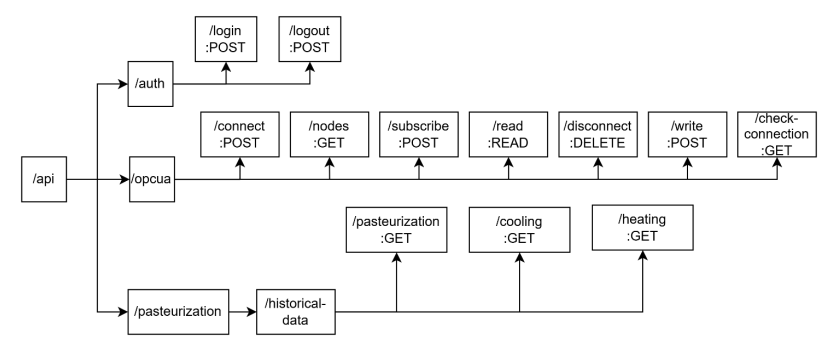 /login
:POST
/logout
:POST
/auth
/connect
:POST
/nodes
:GET
/subscribe
:POST
/read
:READ
/disconnect
:DELETE
/write
:POST
/check-
connection
:GET
/api
/opcua
/pasteurization
:GET
/cooling
:GET
/heating
:GET
/pasteurization
/historical-
data